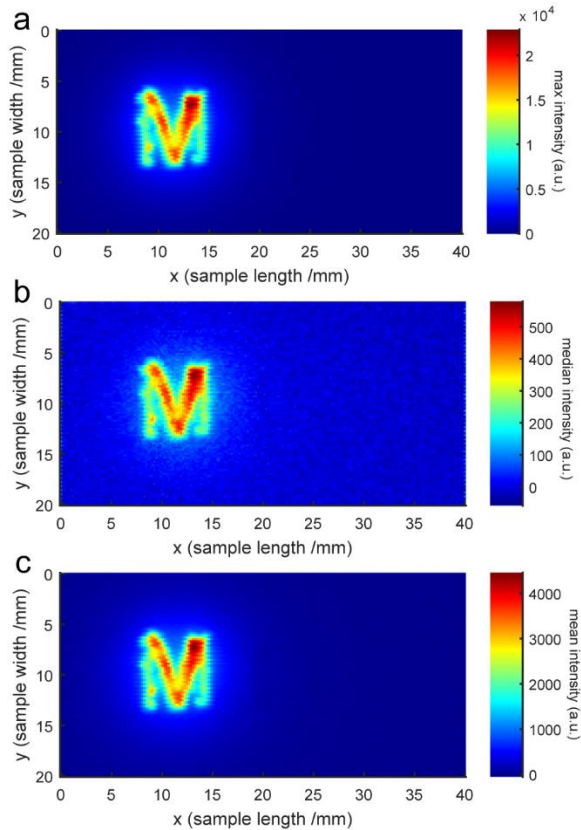 a
x 10⁴
0
5
10
15
20
y (sample width /mm)
M
0 5 10 15 20 25 30 35 40
x (sample length /mm)
2.5
2
1.5
1
0.5
0
max intensity (a.u.)
b
0
5
10
15
20
y (sample width /mm)
M
0 5 10 15 20 25 30 35 40
x (sample length /mm)
500
400
300
200
100
0
median intensity (a.u.)
c
0
5
10
15
20
y (sample width /mm)
M
0 5 10 15 20 25 30 35 40
x (sample length /mm)
4000
3000
2000
1000
0
mean intensity (a.u.)